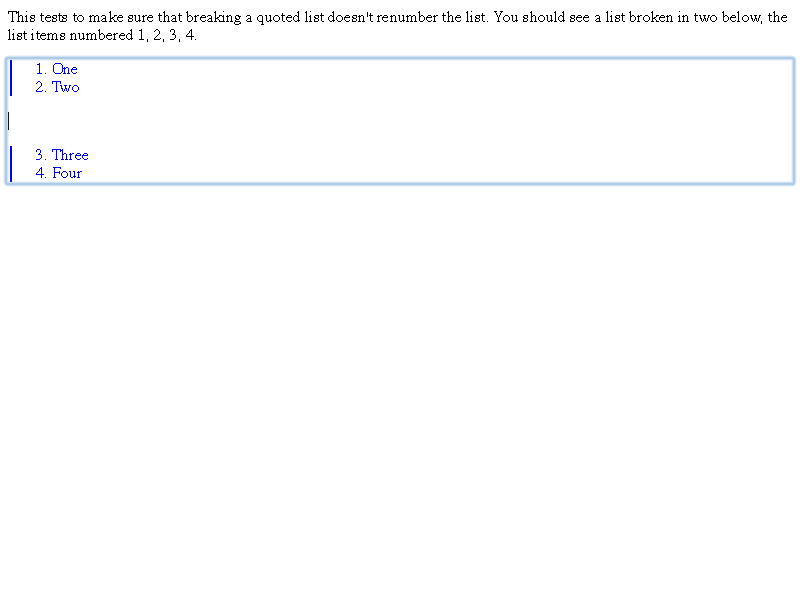 This tests to make sure that breaking a quoted list doesn't renumber the list. You should see a list broken in two below, the
list items numbered 1, 2, 3, 4.
1. One
2. Two
3. Three
4. Four